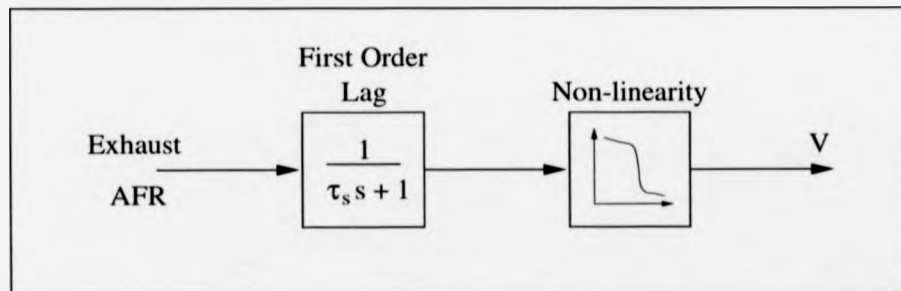 First Order
Lag
Non-linearity
Exhaust
AFR
1
τs s + 1
V